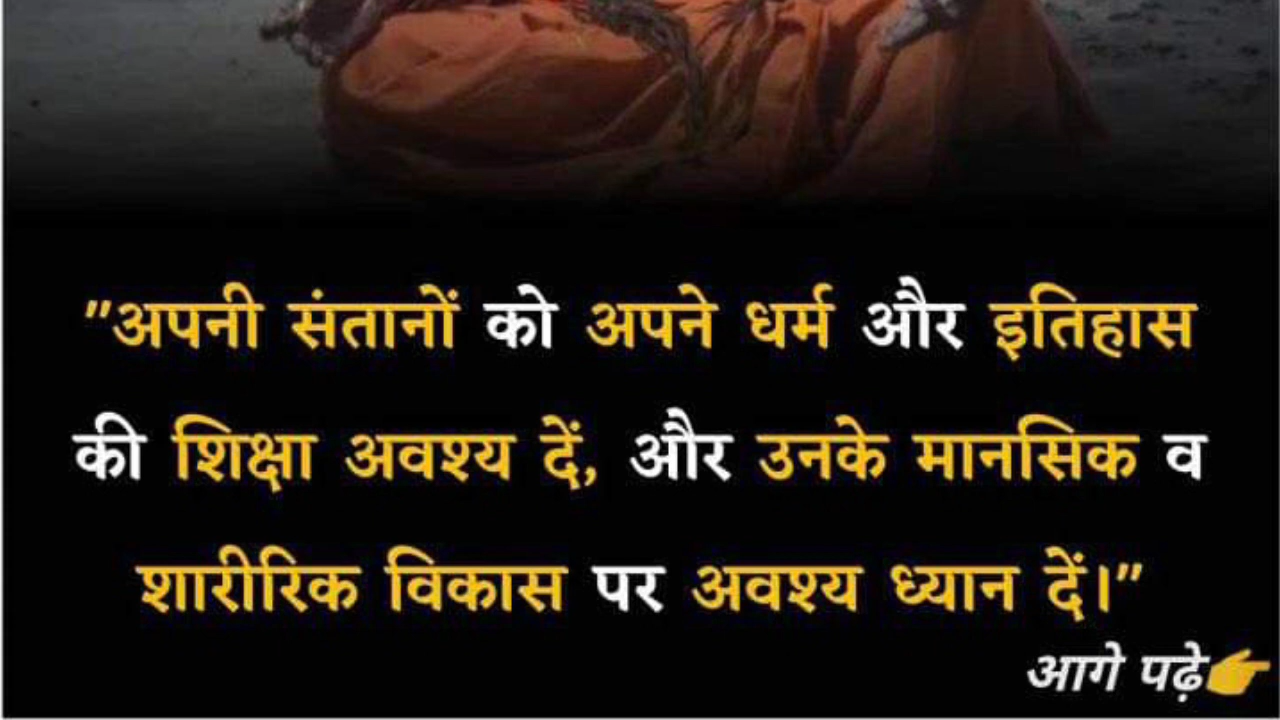 "अपनी संतानों को अपने धर्म और इतिहास
की शिक्षा अवश्य दें, और उनके मानसिक व
शारीरिक विकास पर अवश्य ध्यान दें।"
आगे पढ़े👉